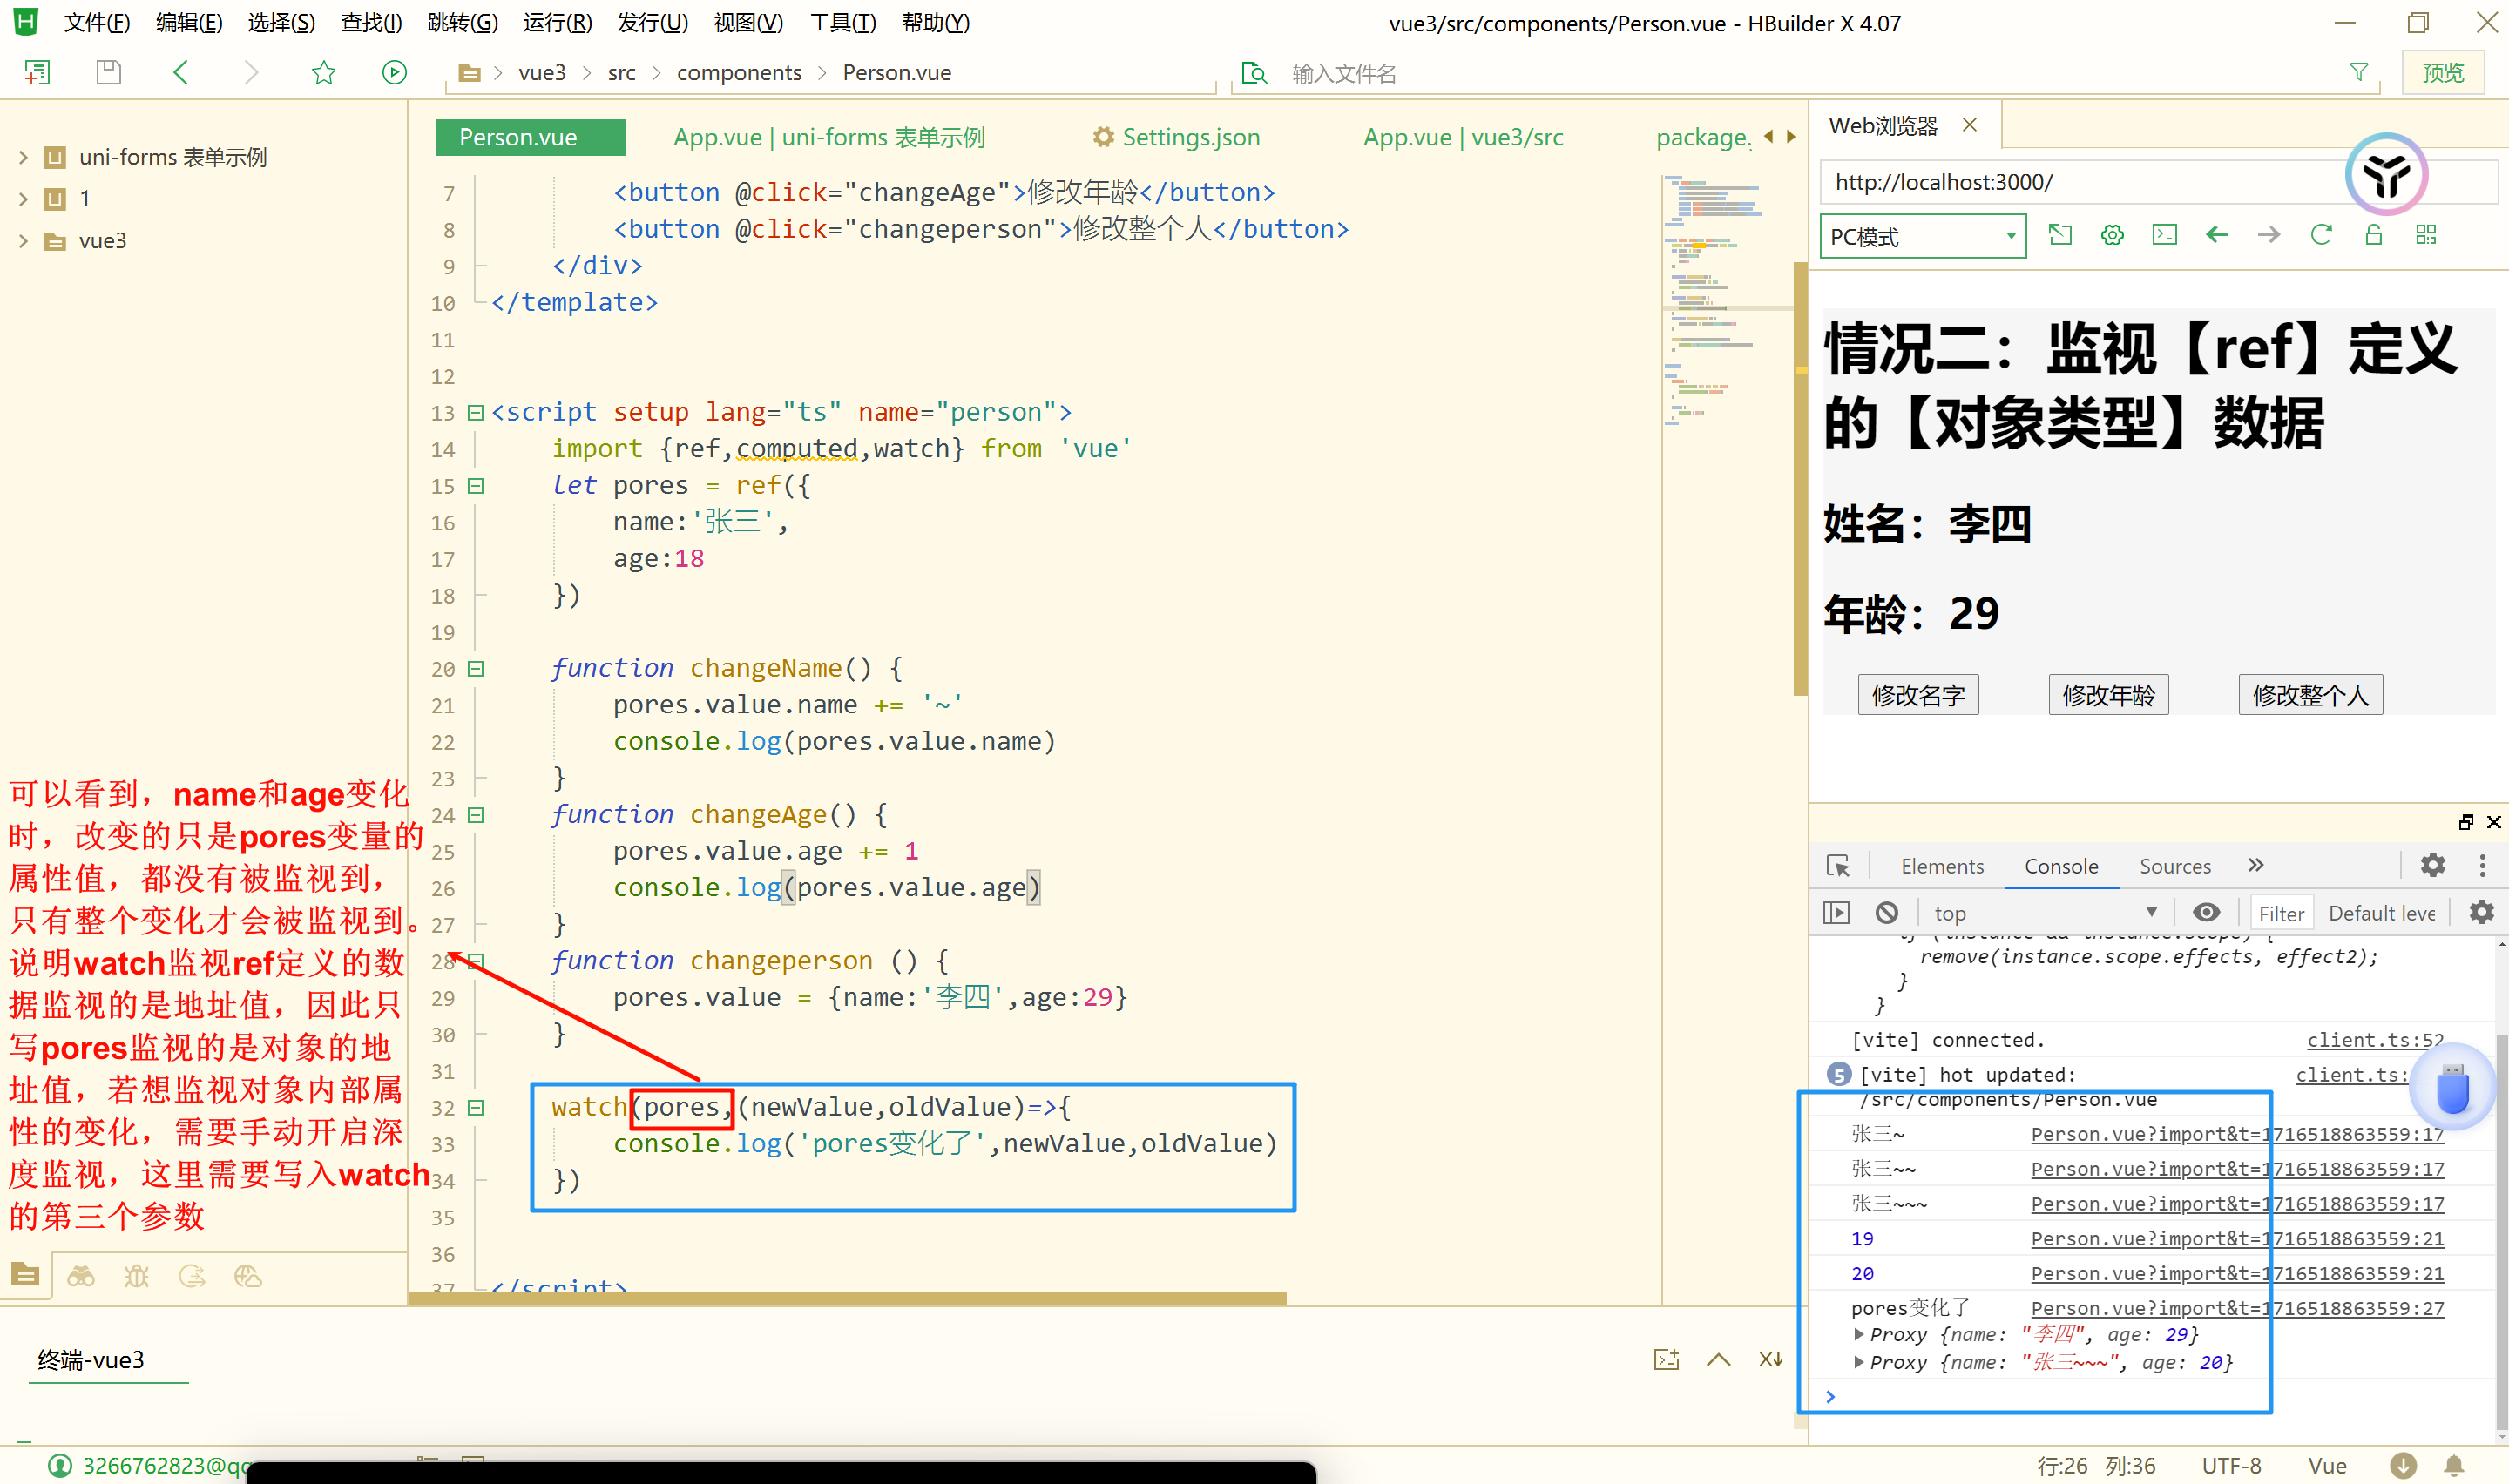 文件(F) 编辑(E) 选择(S) 查找(I) 跳转(G) 运行(R) 发行(U) 视图(V) 工具(T) 帮助(Y)
vue3/src/components/Person.vue - HBuilder X 4.07
vue3 src components Person.vue
输入文件名
预览
uni-forms 表单示例
1
vue3
Person.vue App.vue | uni-forms 表单示例 Settings.json App.vue | vue3/src package.
7 <button @click="changeAge">修改年龄</button>
8 <button @click="changeperson">修改整个人</button>
9 </div>
10 </template>
11
12
13 <script setup lang="ts" name="person">
14 import {ref,computed,watch} from 'vue'
15 let pores = ref({
16 name:'张三',
17 age:18
18 })
19
20 function changeName() {
21 pores.value.name += '~'
22 console.log(pores.value.name)
23 }
24 function changeAge() {
25 pores.value.age += 1
26 console.log(pores.value.age)
27 }
28 function changeperson () {
29 pores.value = {name:'李四',age:29}
30 }
31
32 watch(pores,(newValue,oldValue)=>{
33 console.log('pores变化了',newValue,oldValue)
34 })
35
36
37 </script>
可以看到，name和age变化
时，改变的只是pores变量的
属性值，都没有被监视到，
只有整个变化才会被监视到。
说明watch监视ref定义的数
据监视的是地址值，因此只
写pores监视的是对象的地
址值，若想监视对象内部属
性的变化，需要手动开启深
度监视，这里需要写入watch
的第三个参数
Web浏览器
http://localhost:3000/
PC模式
情况二：监视【ref】定义
的【对象类型】数据
姓名：李四
年龄：29
修改名字 修改年龄 修改整个人
Elements Console Sources
top Filter Default leve
if (instance && instance.scope) {
remove(instance.scope.effects, effect2);
}
}
[vite] connected. client.ts:52
5 [vite] hot updated: client.ts:
/src/components/Person.vue
张三~ Person.vue?import&t=1716518863559:17
张三~~ Person.vue?import&t=1716518863559:17
张三~~~ Person.vue?import&t=1716518863559:17
19 Person.vue?import&t=1716518863559:21
20 Person.vue?import&t=1716518863559:21
pores变化了 Person.vue?import&t=1716518863559:27
Proxy {name: "李四", age: 29}
Proxy {name: "张三~~~", age: 20}
终端-vue3
3266762823@qq
行:26 列:36 UTF-8 Vue